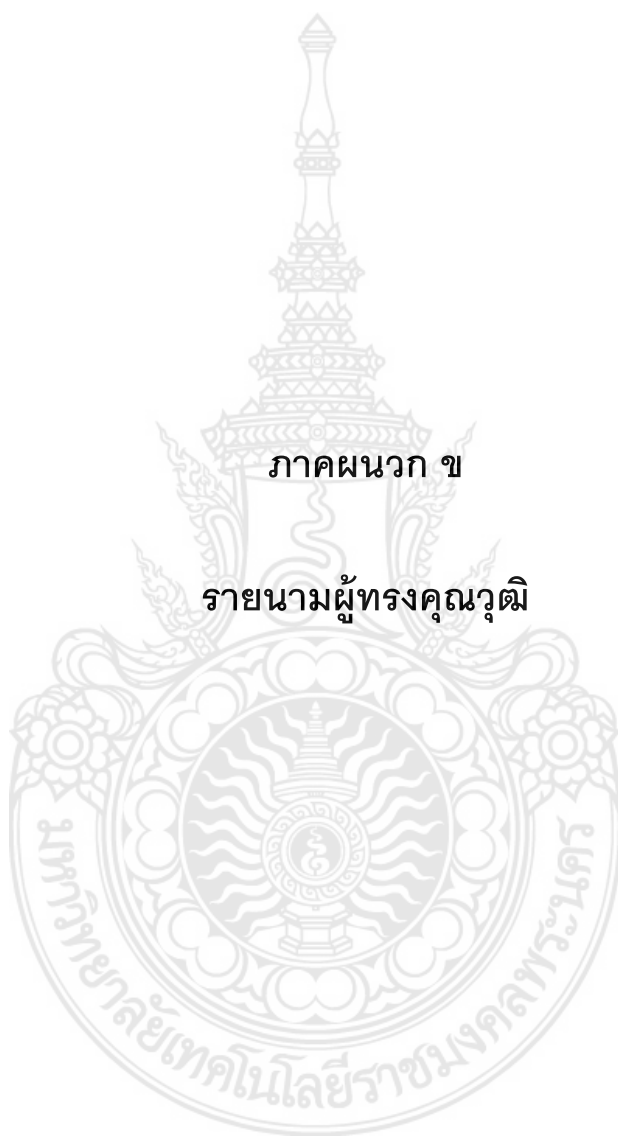 ภาคผนวก ข
รายนามผู้ทรงคุณวุฒิ
มหาวิทยาลัยเทคโนโลยีราชมงคลพระนคร